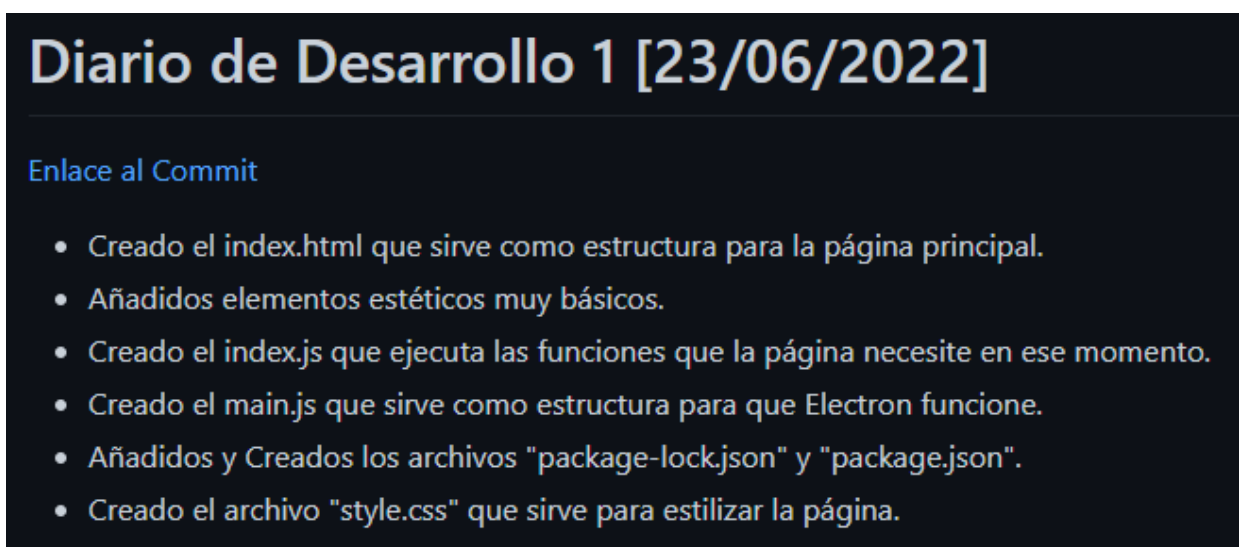 Diario de Desarrollo 1 [23/06/2022]
Enlace al Commit
• Creado el index.html que sirve como estructura para la página principal.
• Añadidos elementos estéticos muy básicos.
• Creado el index.js que ejecuta las funciones que la página necesite en ese momento.
• Creado el main.js que sirve como estructura para que Electron funcione.
• Añadidos y Creados los archivos "package-lock.json" y "package.json".
• Creado el archivo "style.css" que sirve para estilizar la página.